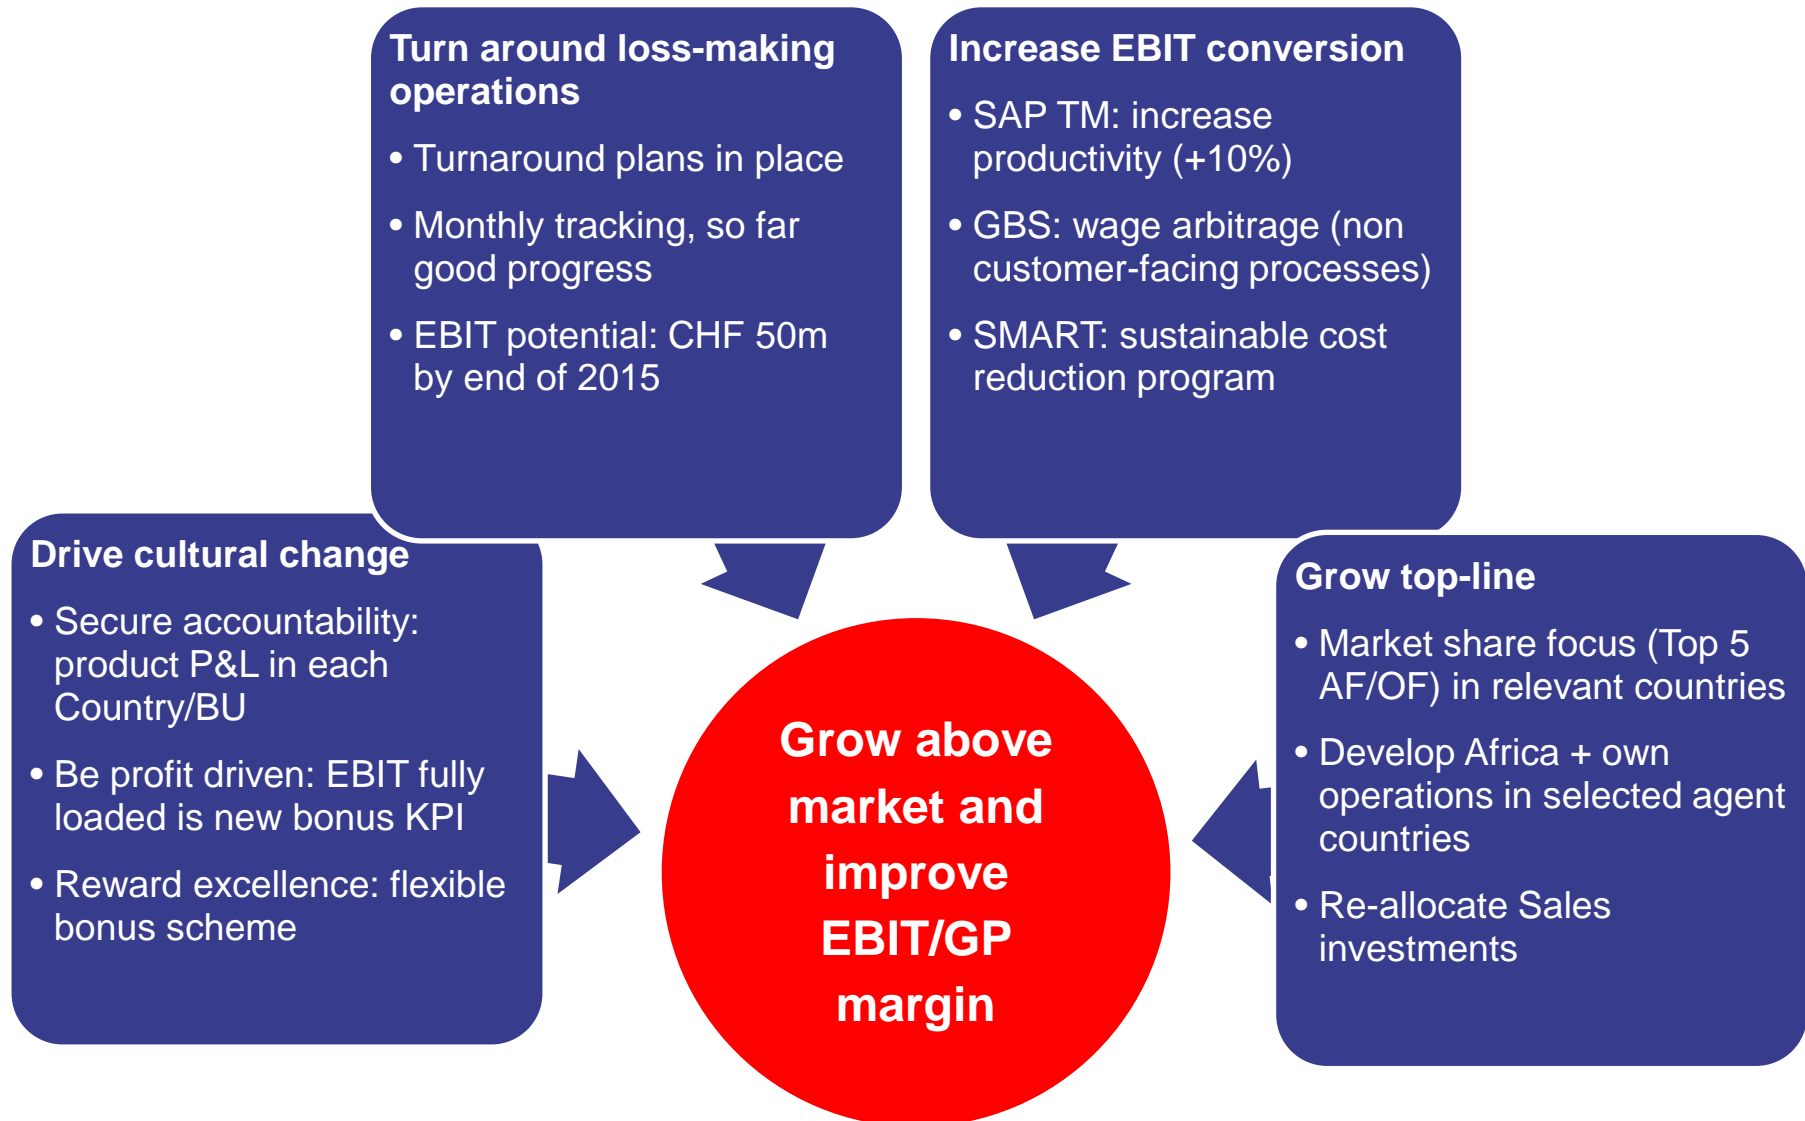 Turn around loss-making
operations
• Turnaround plans in place
• Monthly tracking, so far
good progress
• EBIT potential: CHF 50m
by end of 2015
Increase EBIT conversion
• SAP TM: increase
productivity (+10%)
• GBS: wage arbitrage (non
customer-facing processes)
• SMART: sustainable cost
reduction program
Drive cultural change
• Secure accountability:
product P&L in each
Country/BU
• Be profit driven: EBIT fully
loaded is new bonus KPI
• Reward excellence: flexible
bonus scheme
Grow above
market and
improve
EBIT/GP
margin
Grow top-line
• Market share focus (Top 5
AF/OF) in relevant countries
• Develop Africa + own
operations in selected agent
countries
• Re-allocate Sales
investments